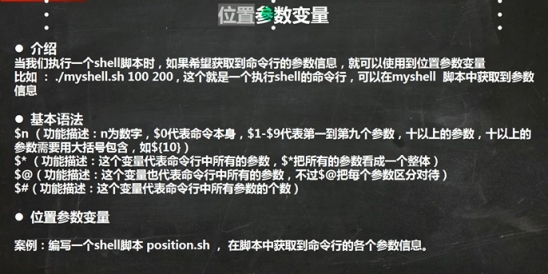 位置参数变量
● 介绍
当我们执行一个shell脚本时，如果希望获取到命令行的参数信息，就可以使用到位置参数变量
比如 ： ./myshell.sh 100 200 , 这个就是一个执行shell的命令行，可以在myshell 脚本中获取到参数
信息
● 基本语法
$n （功能描述：n为数字，$0代表命令本身，$1-$9代表第一到第九个参数，十以上的参数，十以上的
参数需要用大括号包含，如${10}）
$* （功能描述：这个变量代表命令行中所有的参数，$*把所有的参数看成一个整体）
$@（功能描述：这个变量也代表命令行中所有的参数，不过$@把每个参数区分对待）
$#（功能描述：这个变量代表命令行中所有参数的个数）
● 位置参数变量
案例：编写一个shell脚本 position.sh ， 在脚本中获取到命令行的各个参数信息。